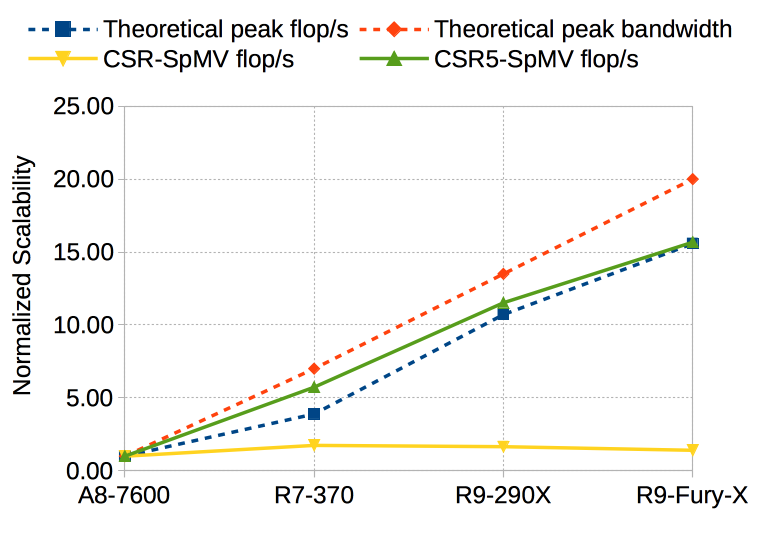 Theoretical peak flop/s Theoretical peak bandwidth
CSR-SpMV flop/s CSR5-SpMV flop/s
Normalized Scalability
25.00
20.00
15.00
10.00
5.00
0.00
A8-7600 R7-370 R9-290X R9-Fury-X